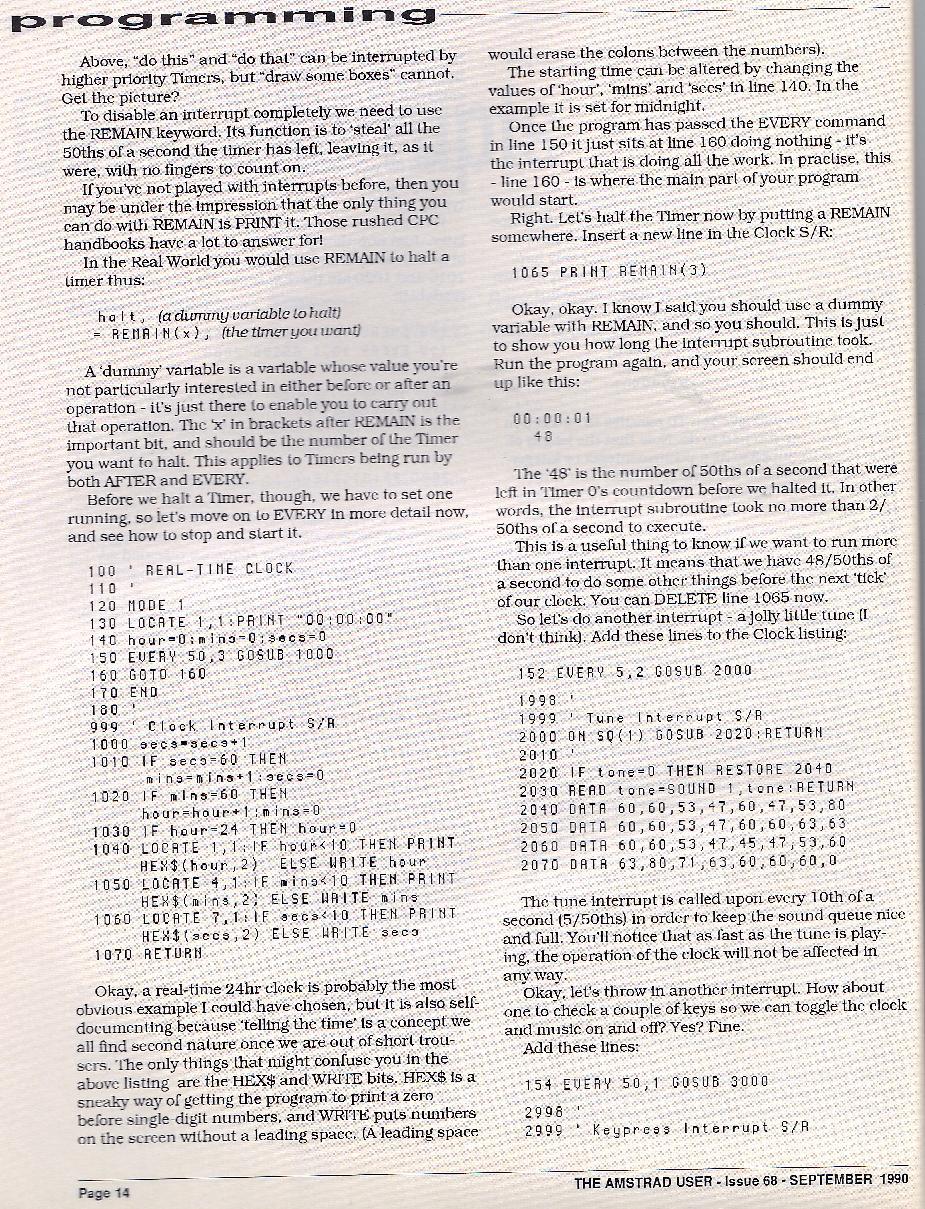 programming
Above, “do this” and “do that” can be interrupted by
higher priority Timers, but “draw some boxes” cannot.
Get the picture?
To disable an interrupt completely we need to use
the REMAIN keyword. Its function is to ‘steal’ all the
50ths of a second the timer has left, leaving it, as it
were, with no fingers to count on.
If you've not played with interrupts before, then you
may be under the impression that the only thing you
can do with REMAIN is PRINT it. Those rushed CPC
handbooks have a lot to answer for!
In the Real World you would use REMAIN to halt a
timer thus:
halt, (a dummy variable to halt)
= REMAIN(x), (the timer you want)
A ‘dummy’ variable is a variable whose value you're
not particularly interested in either before or after an
operation - it's just there to enable you to carry out
that operation. The ‘x’ in brackets after REMAIN is the
important bit, and should be the number of the Timer
you want to halt. This applies to Timers being run by
both AFTER and EVERY.
Before we halt a Timer, though, we have to set one
running, so let's move on to EVERY in more detail now,
and see how to stop and start it.
100 ' REAL-TIME CLOCK
110 '
120 MODE 1
130 LOCATE 1,1:PRINT "00:00:00"
140 hour=0:mins=0:secs=0
150 EVERY 50,3 GOSUB 1000
160 GOTO 160
170 END
180 '
999 ' Clock Interrupt S/R
1000 secs=secs+1
1010 IF secs=60 THEN
mins=mins+1:secs=0
1020 IF mins=60 THEN
hour=hour+1:mins=0
1030 IF hour=24 THEN hour=0
1040 LOCATE 1,1:IF hour<10 THEN PRINT
HEX$(hour,2) ELSE WRITE hour
1050 LOCATE 4,1:IF mins<10 THEN PRINT
HEX$(mins,2) ELSE WRITE mins
1060 LOCATE 7,1:IF secs<10 THEN PRINT
HEX$(secs,2) ELSE WRITE secs
1070 RETURN
Okay, a real-time 24hr clock is probably the most
obvious example I could have chosen, but it is also self-
documenting because ‘telling the time’ is a concept we
all find second nature once we are out of short trou-
sers. The only things that might confuse you in the
above listing are the HEX$ and WRITE bits. HEX$ is a
sneaky way of getting the program to print a zero
before single-digit numbers, and WRITE puts numbers
on the screen without a leading space. (A leading space
would erase the colons between the numbers).
The starting time can be altered by changing the
values of ‘hour’, ‘mins’ and ‘secs’ in line 140. In the
example it is set for midnight.
Once the program has passed the EVERY command
in line 150 it just sits at line 160 doing nothing - it's
the interrupt that is doing all the work. In practise, this
- line 160 - is where the main part of your program
would start.
Right. Let's halt the Timer now by putting a REMAIN
somewhere. Insert a new line in the Clock S/R:
1065 PRINT REMAIN(3)
Okay, okay. I know I said you should use a dummy
variable with REMAIN, and so you should. This is just
to show you how long the interrupt subroutine took.
Run the program again, and your screen should end
up like this:
00:00:01
48
The ‘48’ is the number of 50ths of a second that were
left in Timer 0's countdown before we halted it. In other
words, the interrupt subroutine took no more than 2/
50ths of a second to execute.
This is a useful thing to know if we want to run more
than one interrupt. It means that we have 48/50ths of
a second to do some other things before the next ‘tick’
of our clock. You can DELETE line 1065 now.
So let's do another interrupt - a jolly little tune (I
don't think). Add these lines to the Clock listing:
152 EVERY 5,2 GOSUB 2000
1998 '
1999 ' Tune Interrupt S/R
2000 ON SQ(1) GOSUB 2020:RETURN
2010 '
2020 IF tone=0 THEN RESTORE 2040
2030 READ tone=SOUND 1,tone:RETURN
2040 DATA 60,60,53,47,60,47,53,80
2050 DATA 60,60,53,47,60,60,63,63
2060 DATA 60,60,53,47,45,47,53,60
2070 DATA 63,80,71,63,60,60,60,0
The tune interrupt is called upon every 10th of a
second (5/50ths) in order to keep the sound queue nice
and full. You'll notice that as fast as the tune is play-
ing, the operation of the clock will not be affected in
any way.
Okay, let's throw in another interrupt. How about
one to check a couple of keys so we can toggle the clock
and music on and off? Yes? Fine.
Add these lines:
154 EVERY 50,1 GOSUB 3000
2998 '
2999 ' Keypress Interrupt S/R
Page 14
THE AMSTRAD USER - Issue 68 - SEPTEMBER 1990